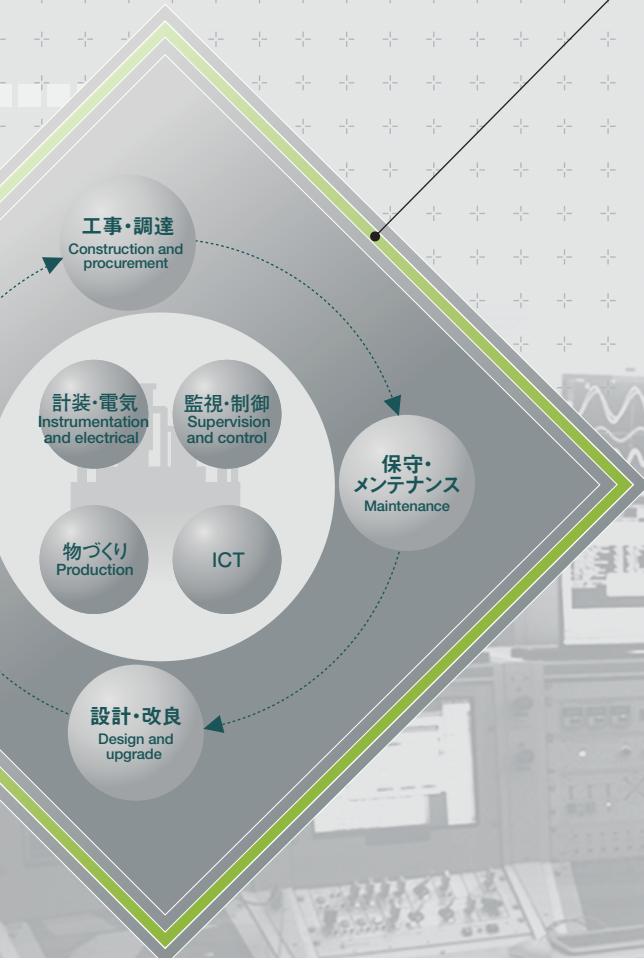 工事・調達
Construction and
procurement
計装・電気
Instrumentation
and electrical
監視・制御
Supervision
and control
保守・
メンテナンス
Maintenance
物づくり
Production
ICT
設計・改良
Design and
upgrade